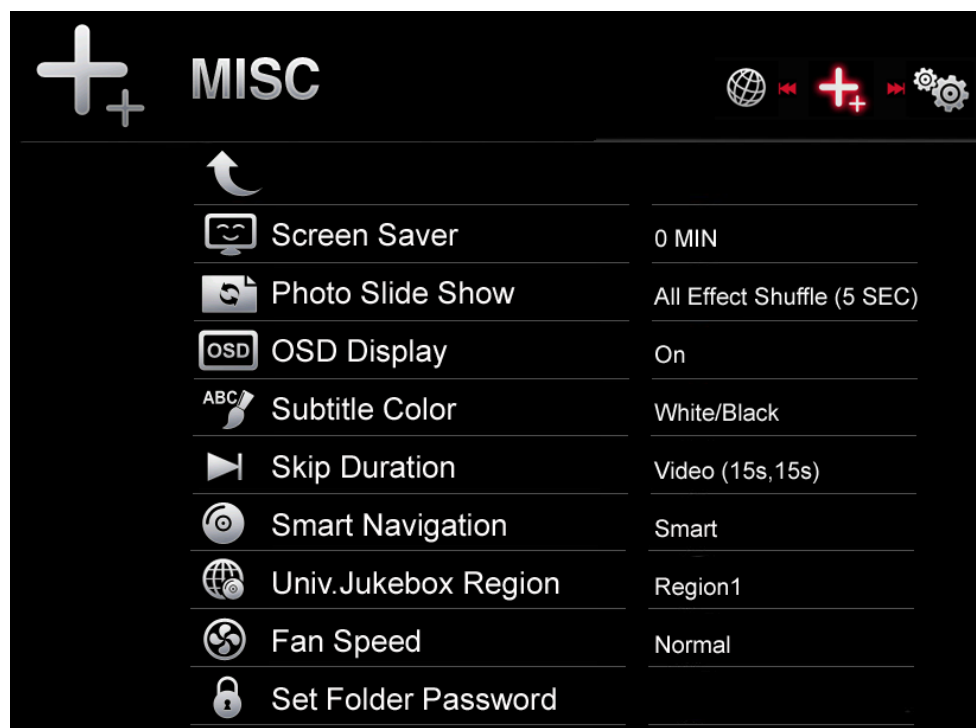 MISC
Screen Saver 0 MIN
Photo Slide Show All Effect Shuffle (5 SEC)
OSD OSD Display On
ABC Subtitle Color White/Black
Skip Duration Video (15s,15s)
Smart Navigation Smart
Univ.Jukebox Region Region1
Fan Speed Normal
Set Folder Password